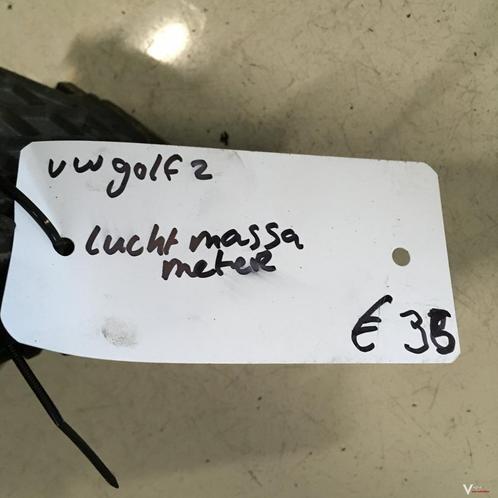 vw golf 2
lucht massa
meter
€ 35